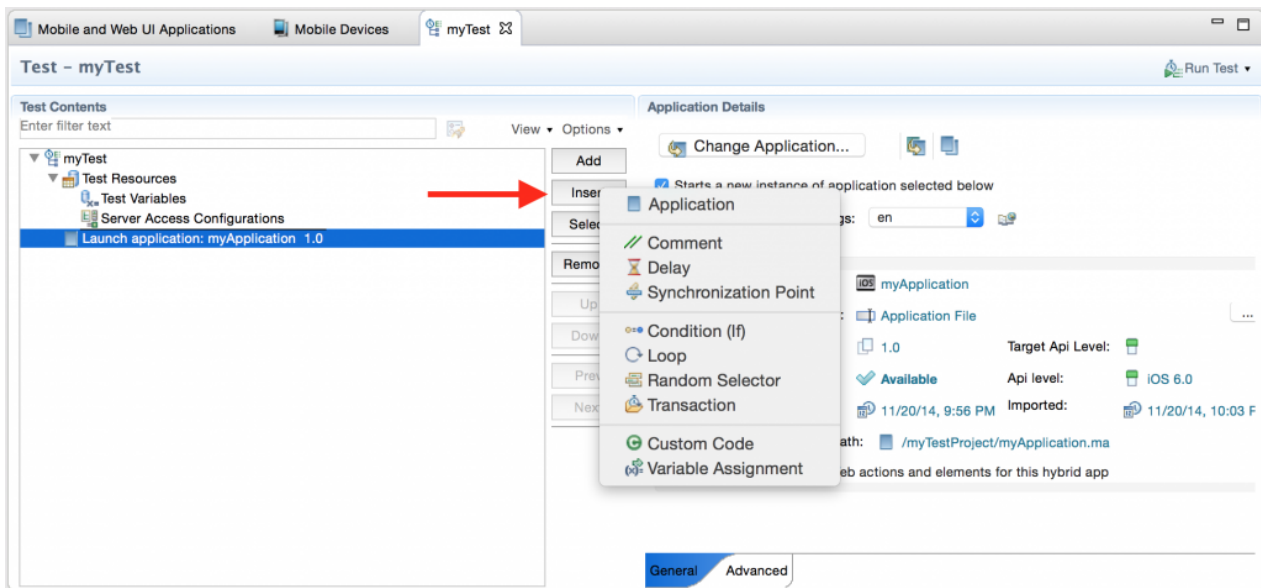 Mobile and Web UI Applications Mobile Devices myTest
Test - myTest Run Test
Test Contents
Enter filter text View Options
myTest
Test Resources
Test Variables
Server Access Configurations
Launch application: myApplication 1.0
Add
Inser
Selec
Remo
Up
Dow
Prev
Nex
Application
Comment
Delay
Synchronization Point
Condition (If)
Loop
Random Selector
Transaction
Custom Code
Variable Assignment
Application Details
Change Application...
Starts a new instance of application selected below
gs: en
iOS myApplication
: Application File ...
1.0 Target Api Level:
Available Api level: iOS 6.0
11/20/14, 9:56 PM Imported: 11/20/14, 10:03 P
ath: /myTestProject/myApplication.ma
eb actions and elements for this hybrid app
General Advanced